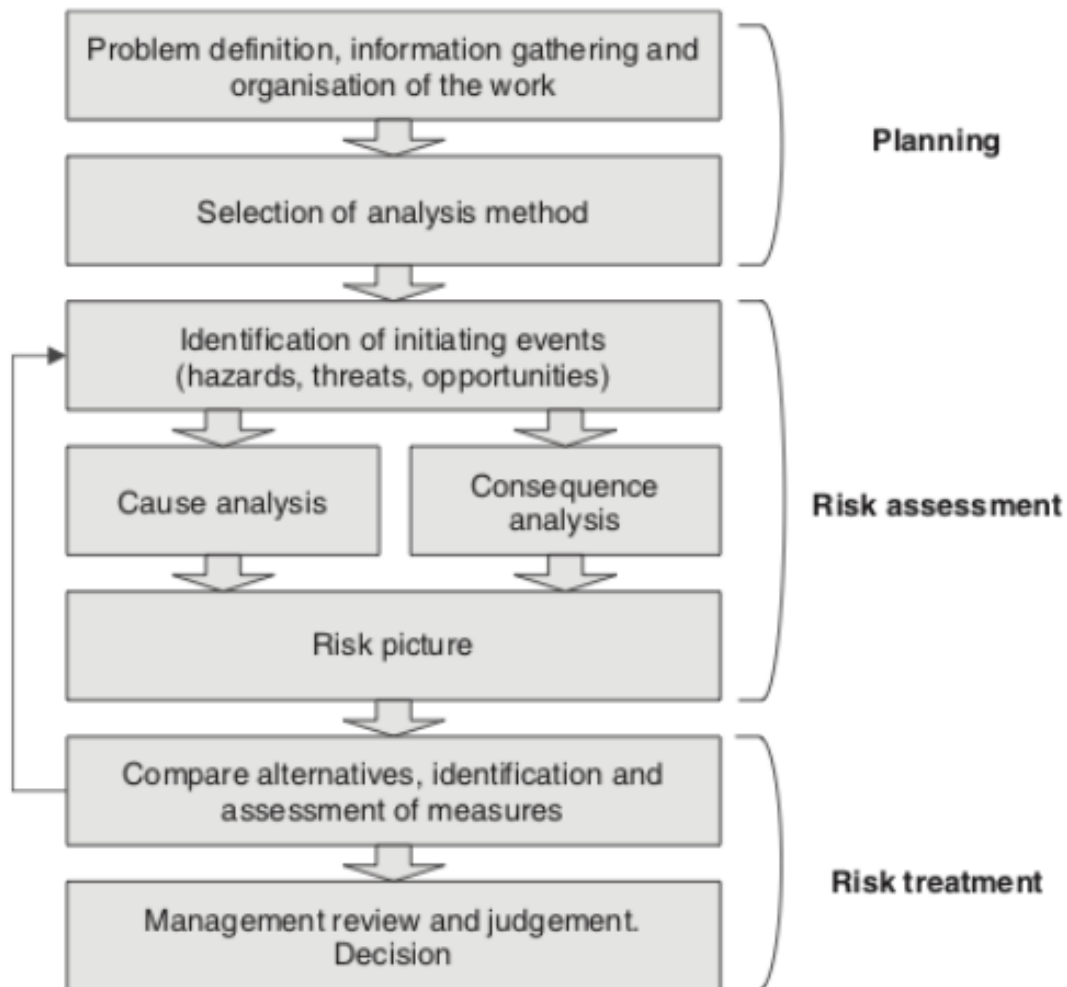 Problem definition, information gathering and
organisation of the work
Planning
Selection of analysis method
Identification of initiating events
(hazards, threats, opportunities)
Cause analysis
Consequence
analysis
Risk assessment
Risk picture
Compare alternatives, identification and
assessment of measures
Risk treatment
Management review and judgement.
Decision